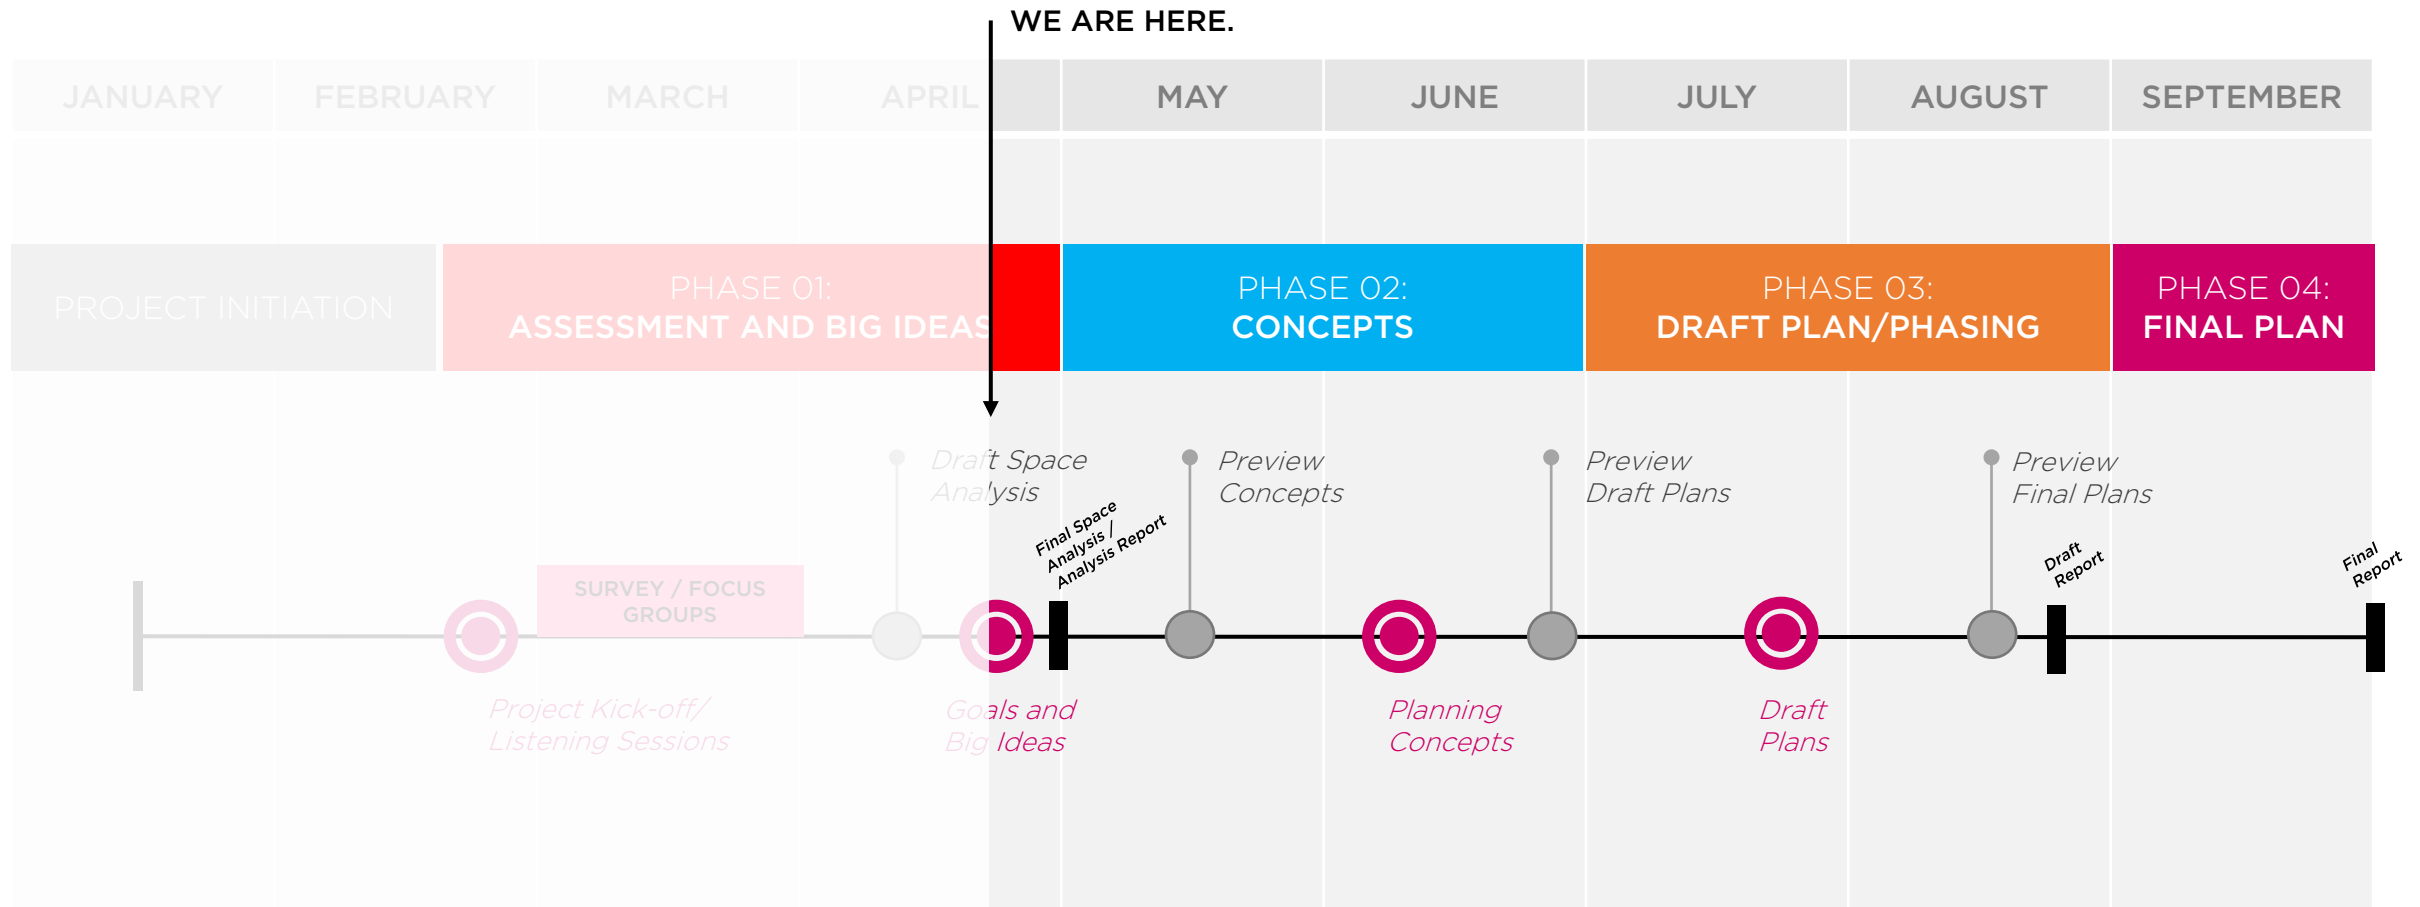 WE ARE HERE.
JANUARY
FEBRUARY
MARCH
APRIL
MAY
JUNE
JULY
AUGUST
SEPTEMBER
PROJECT INITIATION
PHASE 01:
ASSESSMENT AND BIG IDEAS
PHASE 02:
CONCEPTS
PHASE 03:
DRAFT PLAN/PHASING
PHASE 04:
FINAL PLAN
Draft Space
Analysis
Preview
Concepts
Preview
Draft Plans
Preview
Final Plans
Final Space
Analysis /
Analysis Report
Draft
Report
Final
Report
SURVEY / FOCUS
GROUPS
Project Kick-off/
Listening Sessions
Goals and
Big Ideas
Planning
Concepts
Draft
Plans